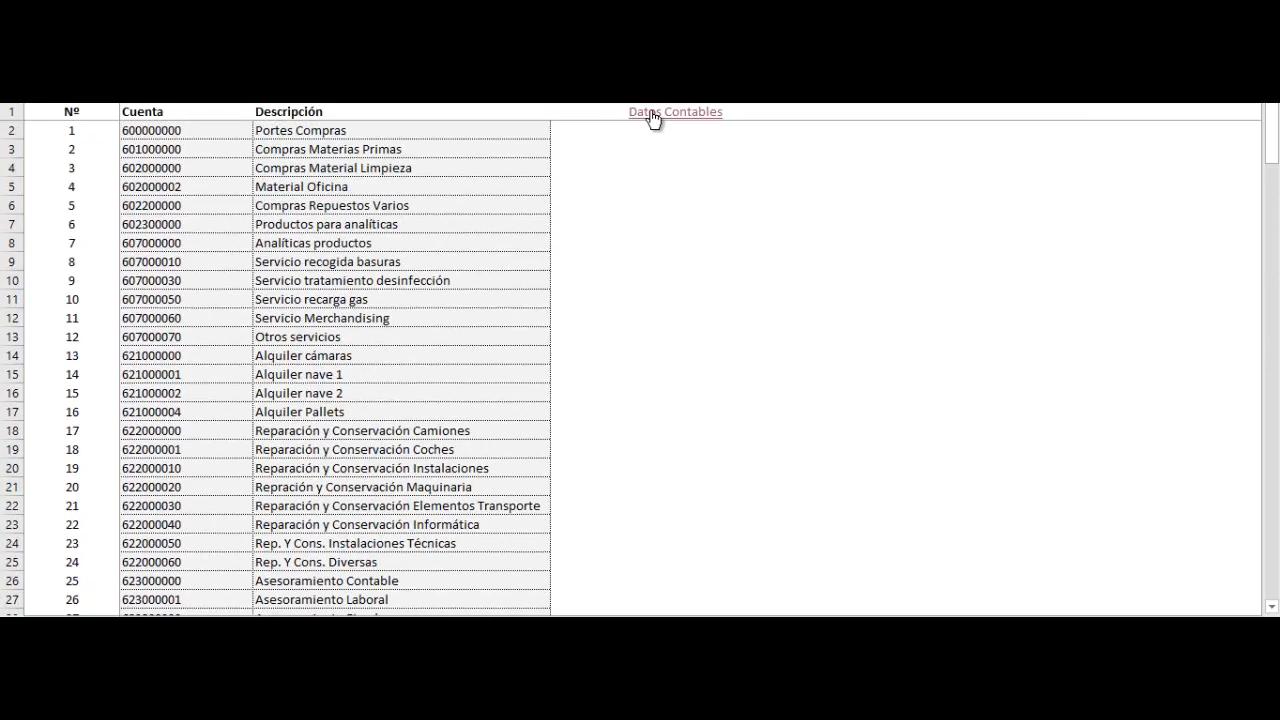 1 Nº Cuenta Descripción Datos Contables
2 1 600000000 Portes Compras
3 2 601000000 Compras Materias Primas
4 3 602000000 Compras Material Limpieza
5 4 602000002 Material Oficina
6 5 602200000 Compras Repuestos Varios
7 6 602300000 Productos para analíticas
8 7 607000000 Analíticas productos
9 8 607000010 Servicio recogida basuras
10 9 607000030 Servicio tratamiento desinfección
11 10 607000050 Servicio recarga gas
12 11 607000060 Servicio Merchandising
13 12 607000070 Otros servicios
14 13 621000000 Alquiler cámaras
15 14 621000001 Alquiler nave 1
16 15 621000002 Alquiler nave 2
17 16 621000004 Alquiler Pallets
18 17 622000000 Reparación y Conservación Camiones
19 18 622000001 Reparación y Conservación Coches
20 19 622000010 Reparación y Conservación Instalaciones
21 20 622000020 Repración y Conservación Maquinaria
22 21 622000030 Reparación y Conservación Elementos Transporte
23 22 622000040 Reparación y Conservación Informática
24 23 622000050 Rep. Y Cons. Instalaciones Técnicas
25 24 622000060 Rep. Y Cons. Diversas
26 25 623000000 Asesoramiento Contable
27 26 623000001 Asesoramiento Laboral